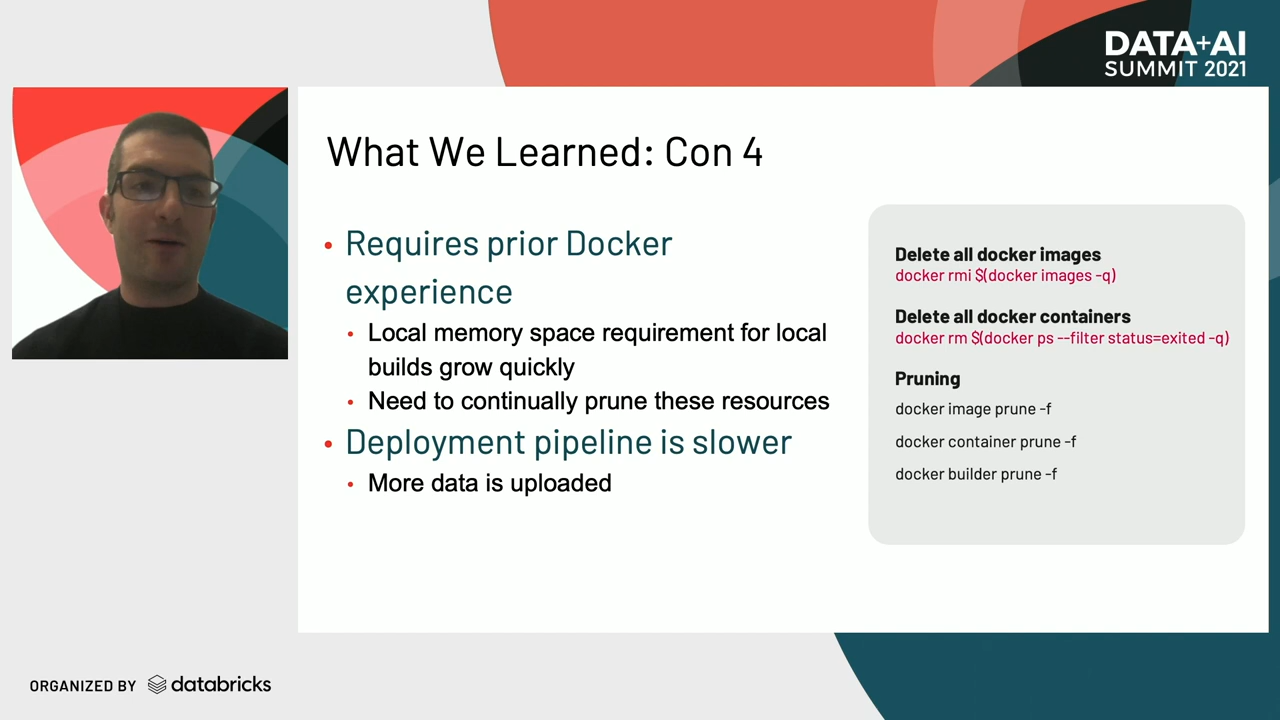 DATA+AI
SUMMIT 2021
What We Learned: Con 4
• Requires prior Docker
experience
• Local memory space requirement for local
builds grow quickly
• Need to continually prune these resources
• Deployment pipeline is slower
• More data is uploaded
Delete all docker images
docker rmi $(docker images -q)
Delete all docker containers
docker rm $(docker ps --filter status=exited -q)
Pruning
docker image prune -f
docker container prune -f
docker builder prune -f
ORGANIZED BY databricks